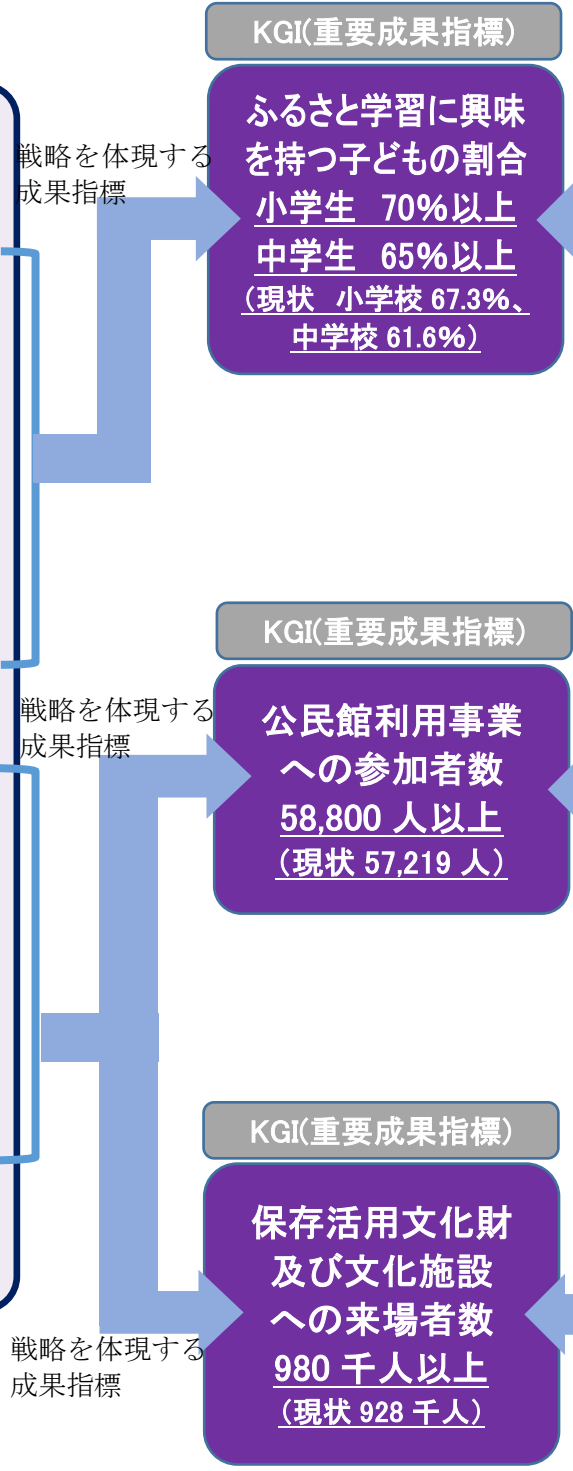 KGI(重要成果指標)
戦略を体現する
成果指標
ふるさと学習に興味
を持つ子どもの割合
小学生　70%以上
中学生　65%以上
(現状　小学校 67.3%、
中学校 61.6%)
KGI(重要成果指標)
戦略を体現する
成果指標
公民館利用事業
への参加者数
58,800 人以上
(現状 57,219 人)
KGI(重要成果指標)
保存活用文化財
及び文化施設
への来場者数
980 千人以上
(現状 928 千人)
戦略を体現する
成果指標